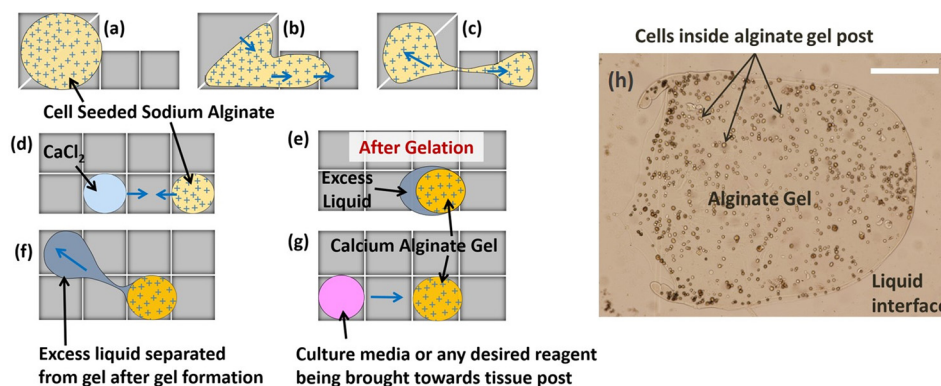 (a)
(b)
(c)
Cell Seeded Sodium Alginate
(d)
CaCl₂
(e)
After Gelation
Excess
Liquid
(f)
(g)
Calcium Alginate Gel
Excess liquid separated
from gel after gel formation
Culture media or any desired reagent
being brought towards tissue post
Cells inside alginate gel post
(h)
Alginate Gel
Liquid
interface